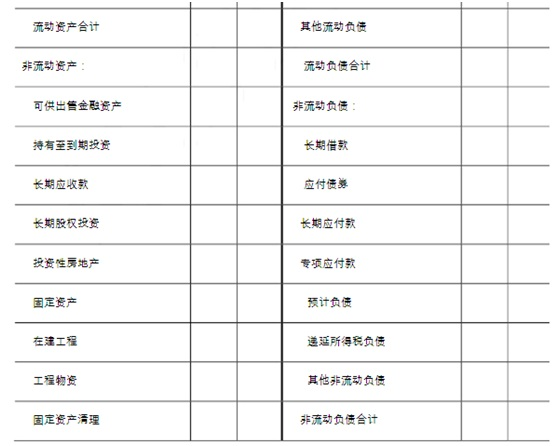 流动资产合计 其他流动负债
非流动资产： 流动负债合计
可供出售金融资产 非流动负债：
持有至到期投资 长期借款
长期应收款 应付债券
长期股权投资 长期应付款
投资性房地产 专项应付款
固定资产 预计负债
在建工程 递延所得税负债
工程物资 其他非流动负债
固定资产清理 非流动负债合计